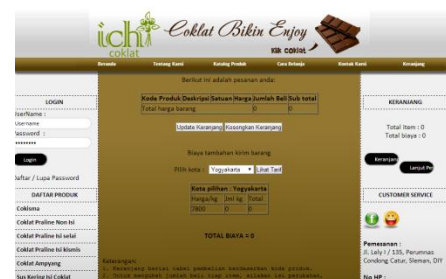 ichi
coklat
Coklat Bikin Enjoy
Klik COKlat
Beranda Tentang Kami Katalog Produk Cara Belanja Kontak Kami Keranjang
Berikut ini adalah pesanan anda:
LOGIN
UserName :
Username
Password :
Login
Daftar / Lupa Password
DAFTAR PRODUK
Cokisma
Coklat Praline Non Isi
Coklat Praline Isi selai
Coklat Praline Isi kismis
Coklat Ampyang
Sus Kering Isi Coklat
Kode Produk Deskripsi Satuan Harga Jumlah Beli Sub total
Total harga barang 0 0
Update Keranjang Kosongkan Keranjang
Biaya tambahan kirim barang
Pilih kota : Yogyakarta Lihat Tarif
Kota pilihan : Yogyakarta
Harga/kg Jml kg Total
7000 0 0
TOTAL BIAYA = 0
Keterangan:
KERANJANG
Total Item : 0
Total biaya : 0
Keranjang
Lanjut
CUSTOMER SERVICE
Pemesanan :
Jl. Lely I / 135, Perumnas
Condong Catur, Sleman, DIY
No HP :